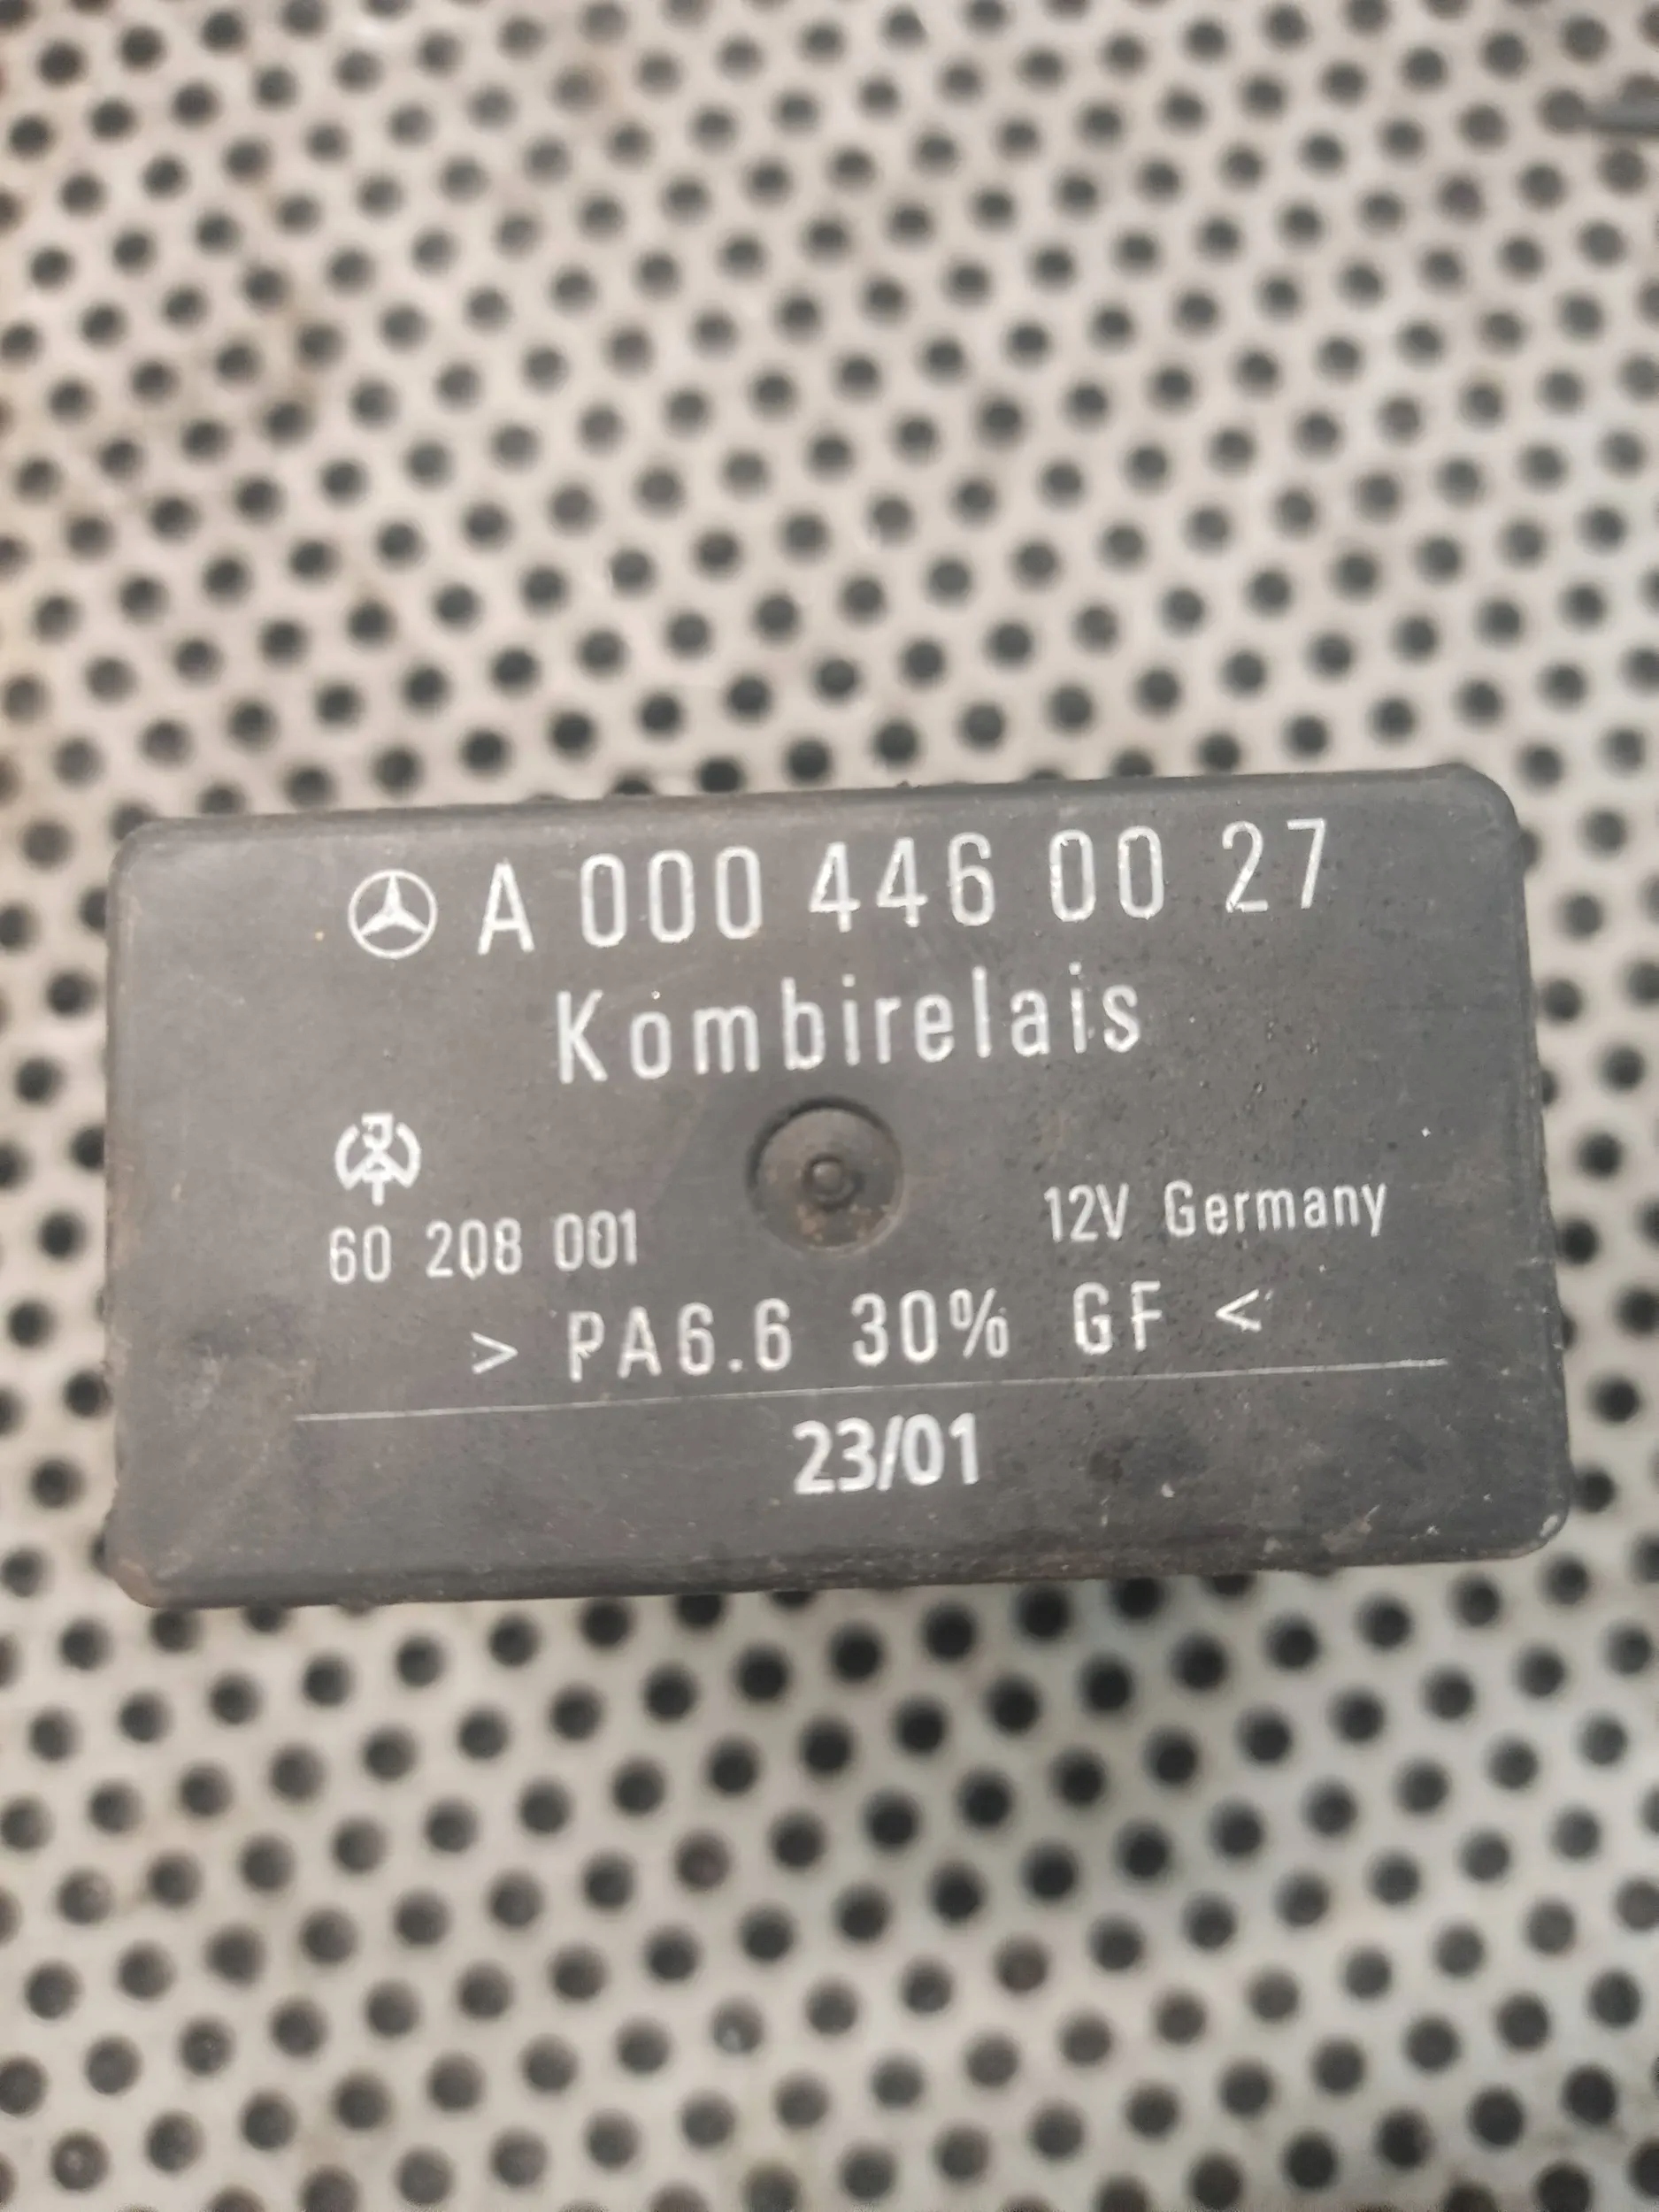 A 000 446 00 27
Kombirelais
60 208 001
12V Germany
> PA6.6 30% GF <
23/01